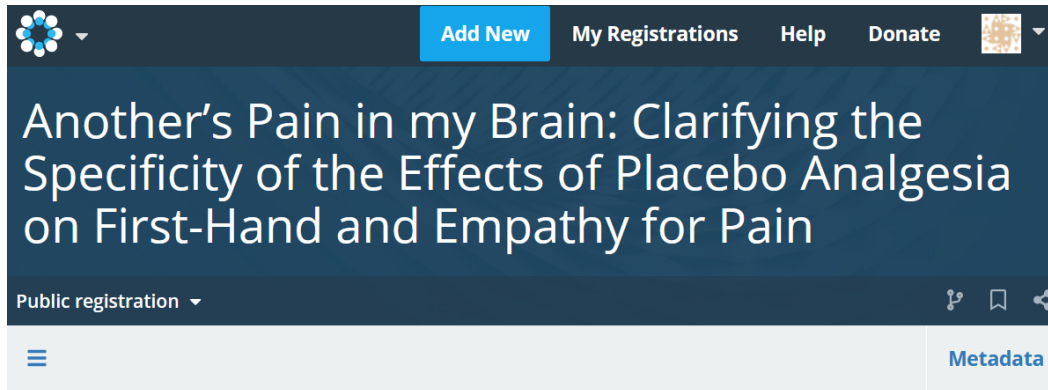 Add New My Registrations Help Donate
Another’s Pain in my Brain: Clarifying the
Specificity of the Effects of Placebo Analgesia
on First-Hand and Empathy for Pain
Public registration
Metadata